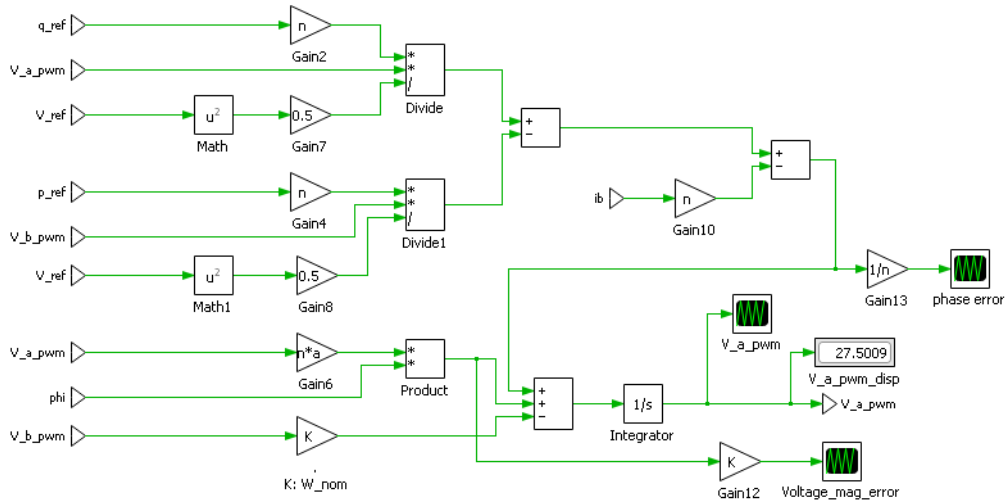 q_ref
n
Gain2
V_a_pwm
*
*
/
Divide
V_ref
u²
Math
0.5
Gain7
+
−
+
−
p_ref
n
Gain4
V_b_pwm
*
*
/
Divide1
ib
n
Gain10
V_ref
u²
Math1
0.5
Gain8
1/n
Gain13
phase error
V_a_pwm
V_a_pwm
n*a
Gain6
*
*
Product
27.5009
V_a_pwm_disp
phi
+
+
−
1/s
Integrator
V_a_pwm
V_b_pwm
K
K: W_nom
K
Gain12
Voltage_mag_error